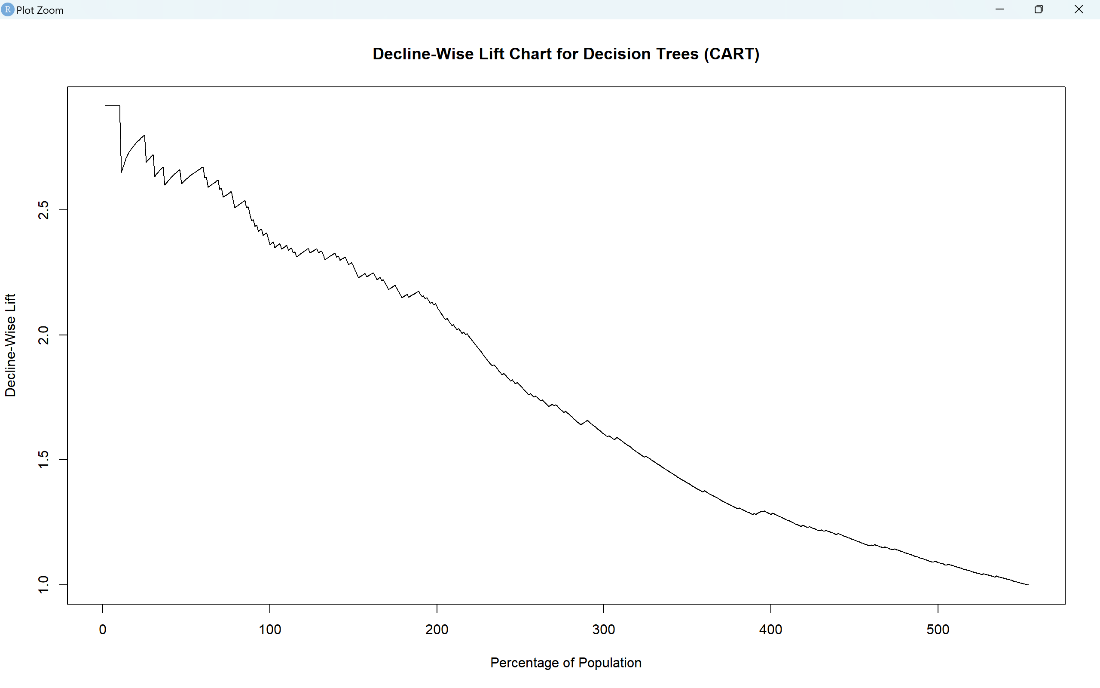 R Plot Zoom
Decline-Wise Lift Chart for Decision Trees (CART)
Decline-Wise Lift
2.5
2.0
1.5
1.0
0 100 200 300 400 500
Percentage of Population